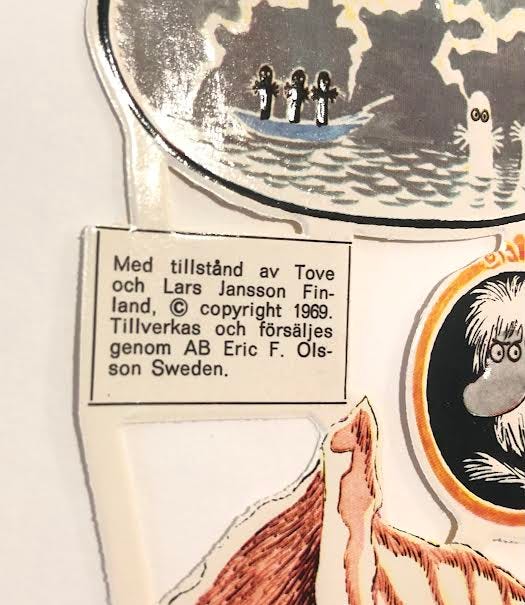 Med tillstånd av Tove
och Lars Jansson Fin-
land, © copyright 1969.
Tillverkas och försäljes
genom AB Eric F. Ols-
son Sweden.